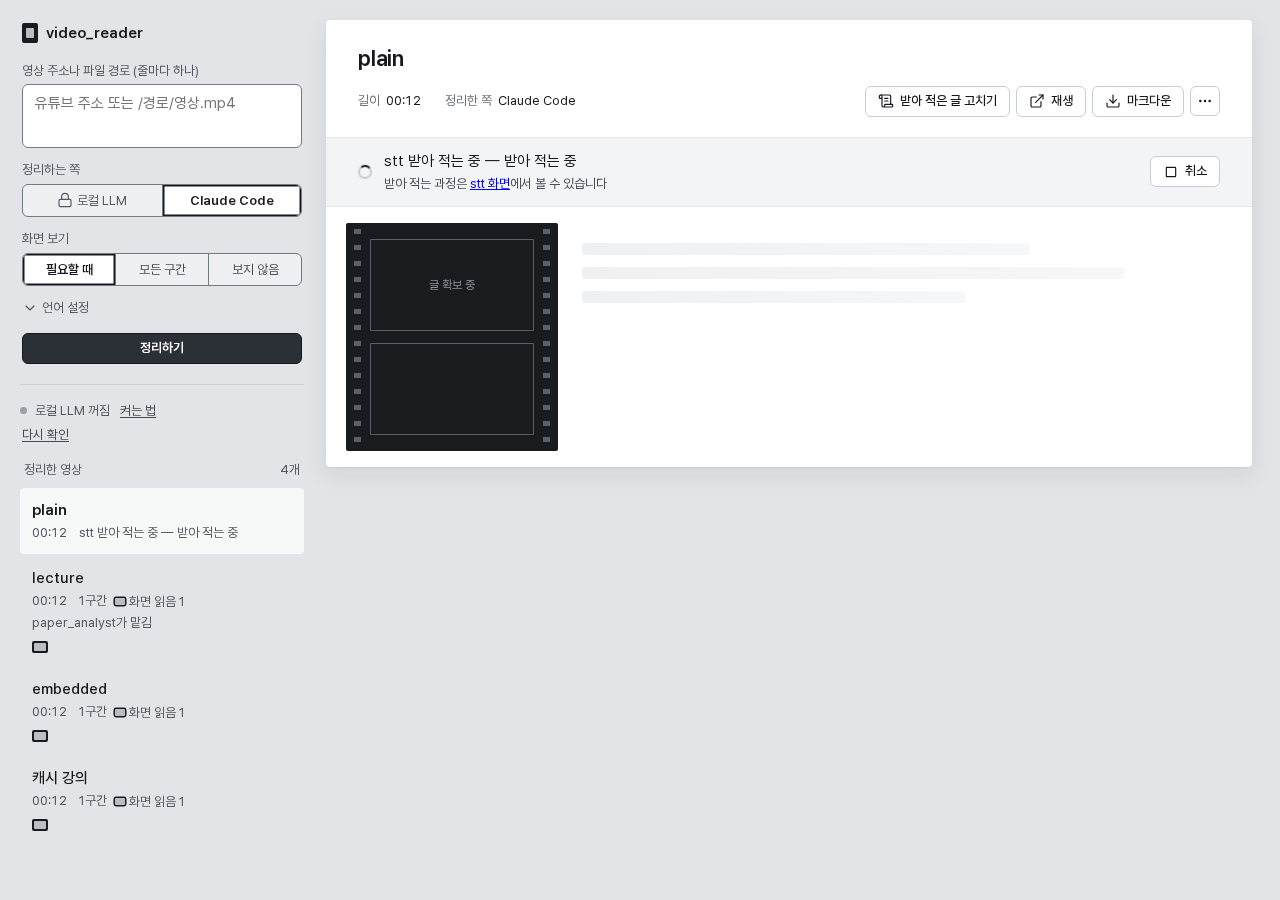 video_reader
영상 주소나 파일 경로 (줄마다 하나)
유튜브 주소 또는 /경로/영상.mp4
정리하는 쪽
로컬 LLM
Claude Code
화면 보기
필요할 때
모든 구간
보지 않음
언어 설정
정리하기
로컬 LLM 꺼짐 켜는 법
다시 확인
정리한 영상 4개
plain
00:12 stt 받아 적는 중 — 받아 적는 중
lecture
00:12 1구간 화면 읽음 1
paper_analyst가 맡김
embedded
00:12 1구간 화면 읽음 1
캐시 강의
00:12 1구간 화면 읽음 1
plain
길이 00:12 정리한 쪽 Claude Code
받아 적은 글 고치기
재생
마크다운
stt 받아 적는 중 — 받아 적는 중
받아 적는 과정은 stt 화면에서 볼 수 있습니다
취소
글 확보 중